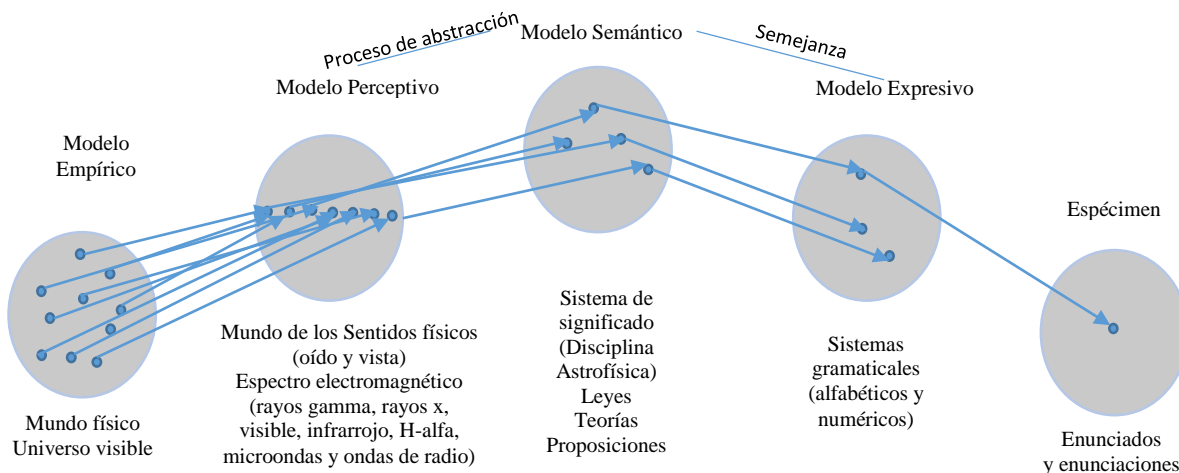 Proceso de abstracción
Modelo Semántico
Semejanza
Modelo Perceptivo
Modelo Expresivo
Modelo
Empírico
Espécimen
Mundo físico
Universo visible
Mundo de los Sentidos físicos
(oído y vista)
Espectro electromagnético
(rayos gamma, rayos x,
visible, infrarrojo, H-alfa,
microondas y ondas de radio)
Sistema de
significado
(Disciplina
Astrofísica)
Leyes
Teorías
Proposiciones
Sistemas
gramaticales
(alfabéticos y
numéricos)
Enunciados
y enunciaciones